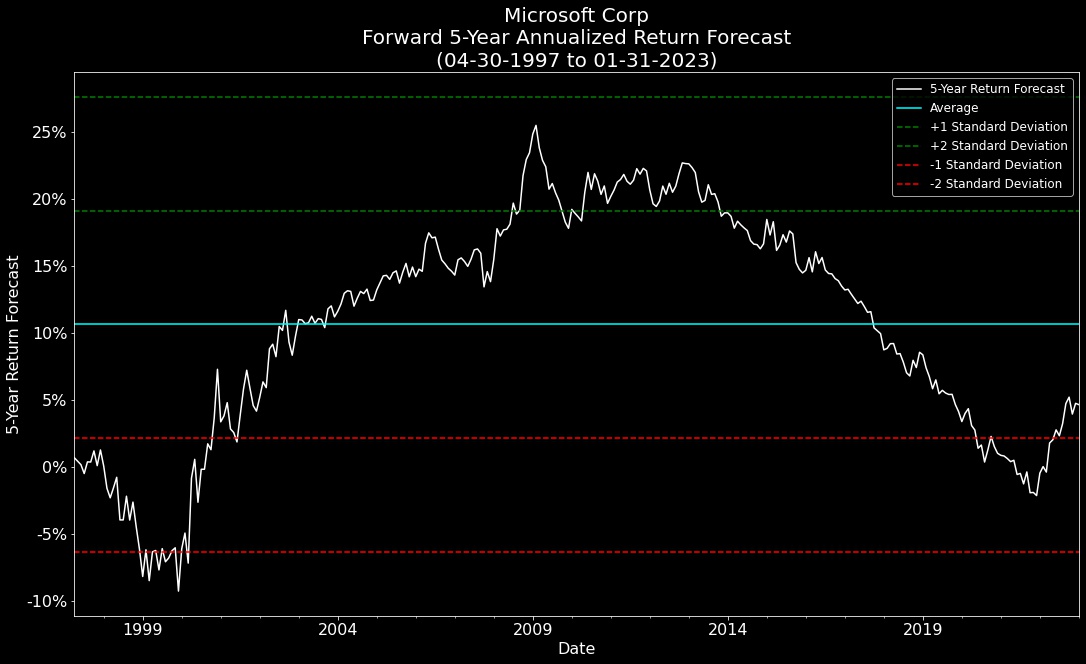 Microsoft Corp
Forward 5-Year Annualized Return Forecast
(04-30-1997 to 01-31-2023)
5-Year Return Forecast
Average
+1 Standard Deviation
+2 Standard Deviation
-1 Standard Deviation
-2 Standard Deviation
5-Year Return Forecast
25%
20%
15%
10%
5%
0%
-5%
-10%
1999 2004 2009 2014 2019
Date